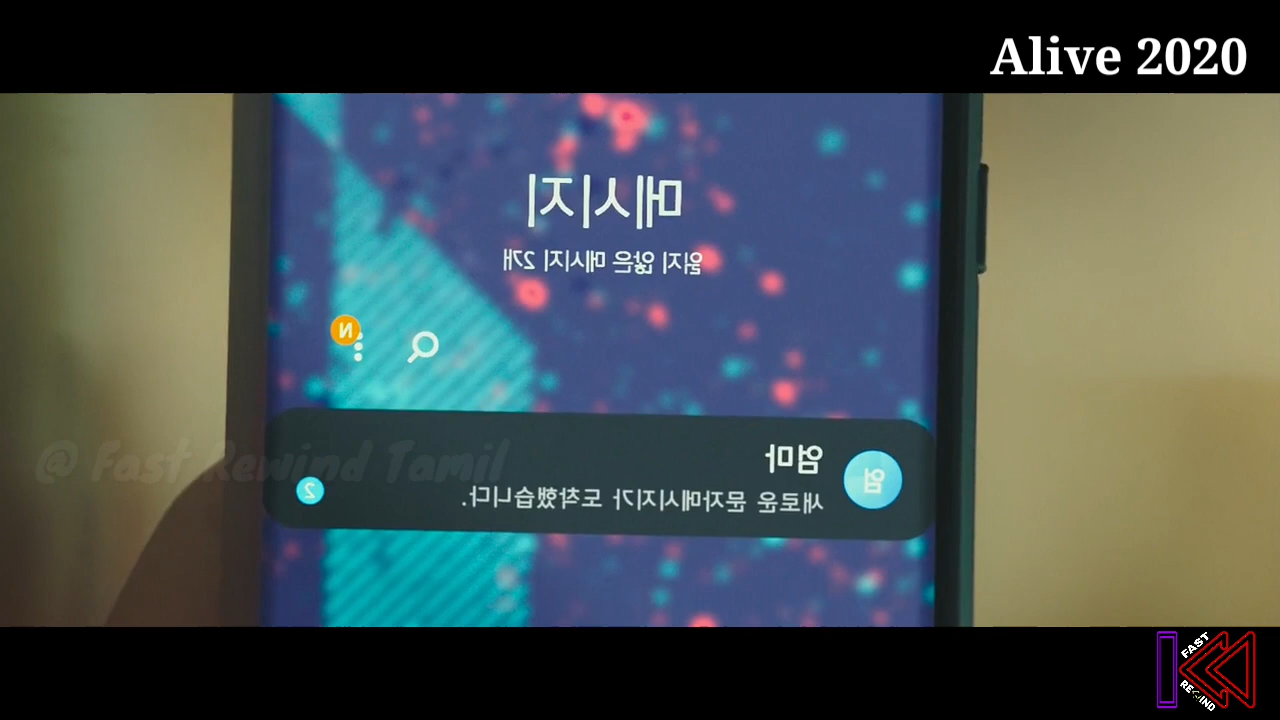 Alive 2020
메시지
읽지 않은 메시지 2개
N
엄마
엄
새로운 문자메시지가 도착했습니다.
2
@ Fast Rewind Tamil
FAST
REWIND